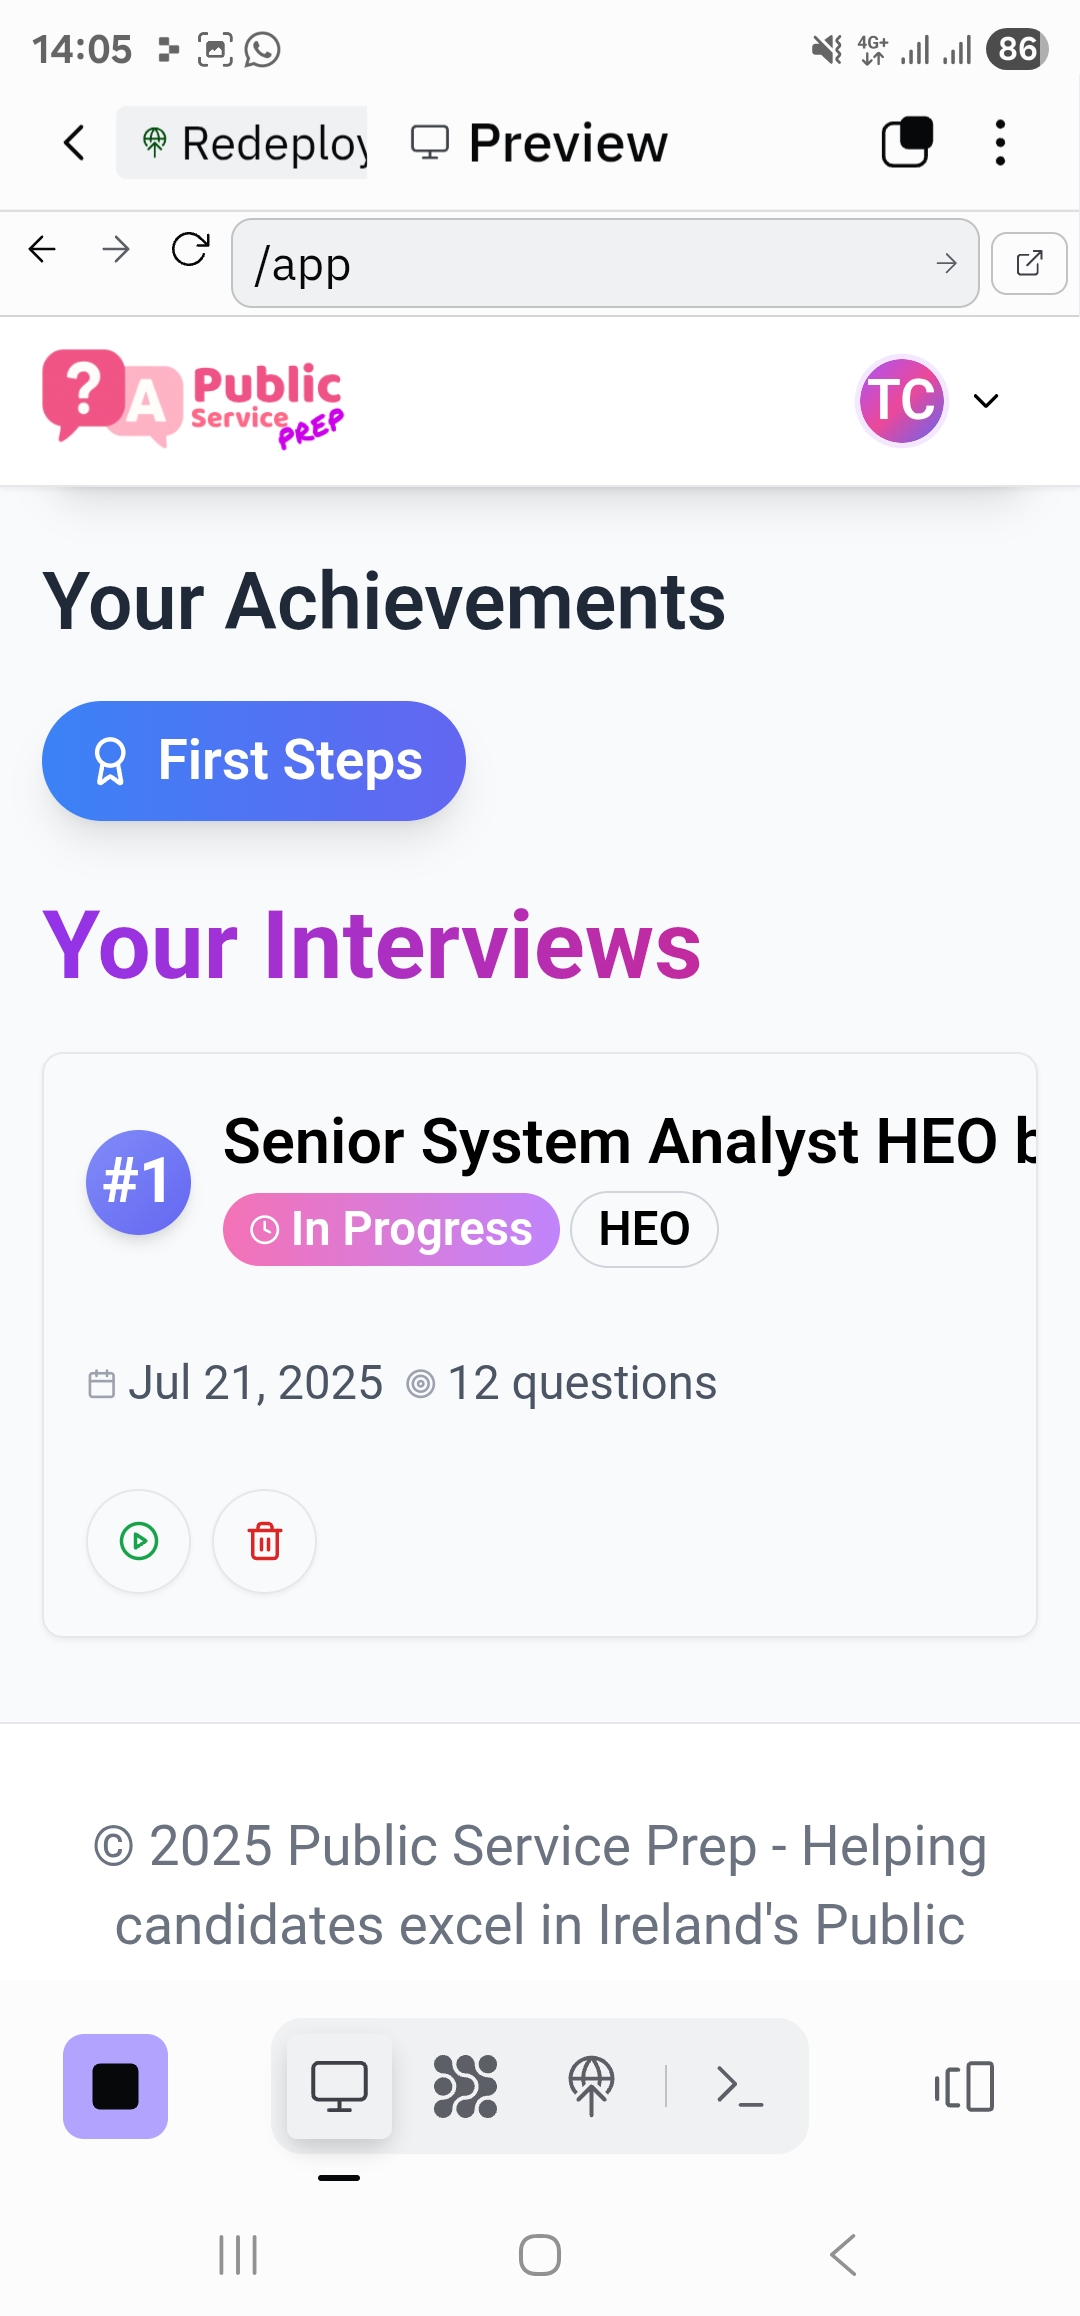 14:05
4G+
86
Redeploy
Preview
/app
? A Public
Service
PREP
TC
Your Achievements
First Steps
Your Interviews
#1
Senior System Analyst HEO b
In Progress
HEO
Jul 21, 2025
12 questions
© 2025 Public Service Prep - Helping
candidates excel in Ireland's Public